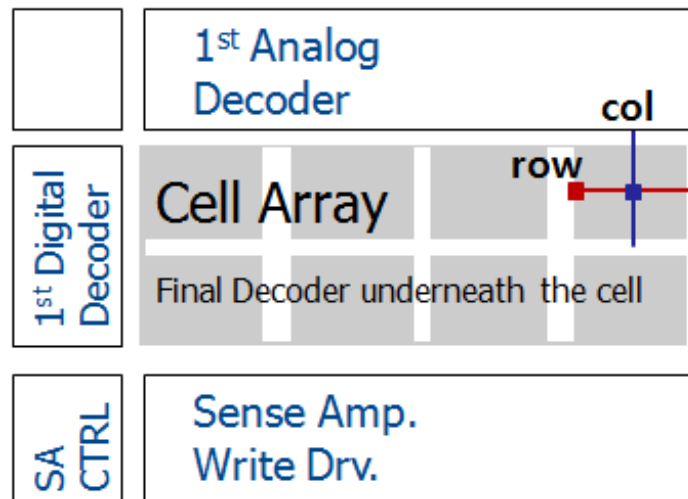 1st Analog
Decoder
col
row
1st Digital
Decoder
Cell Array
Final Decoder underneath the cell
SA
CTRL
Sense Amp.
Write Drv.